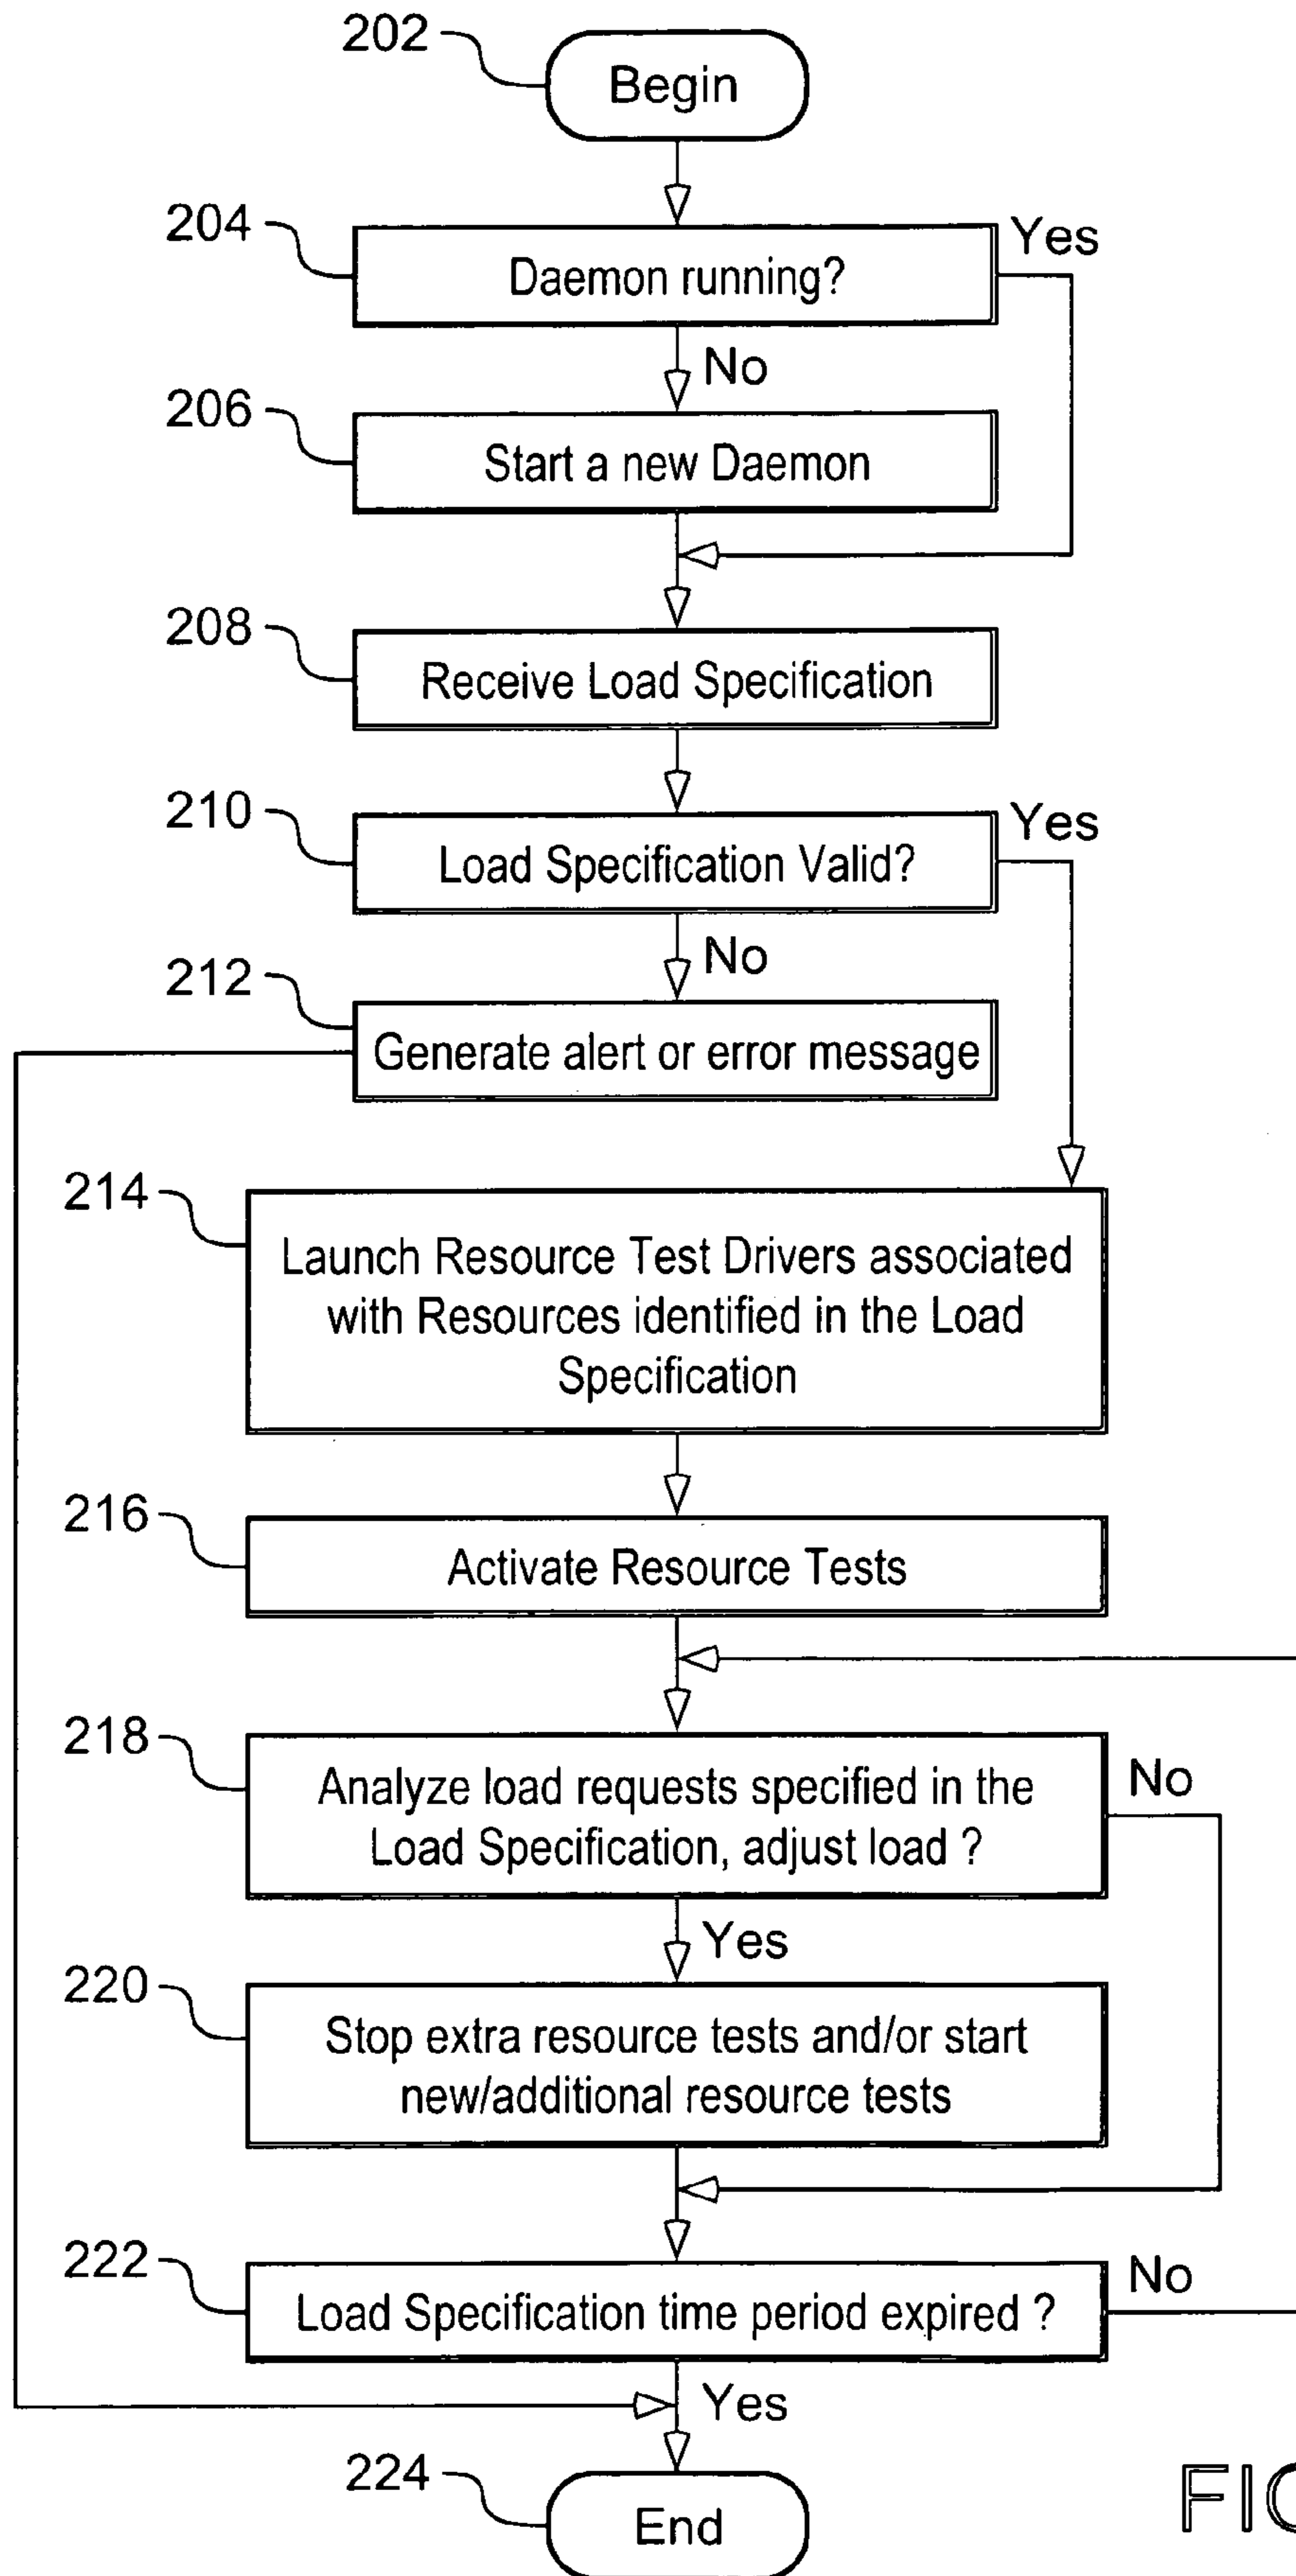 202
Begin
204
Daemon running?
Yes
No
206
Start a new Daemon
208
Receive Load Specification
210
Load Specification Valid?
Yes
No
212
Generate alert or error message
214
Launch Resource Test Drivers associated
with Resources identified in the Load
Specification
216
Activate Resource Tests
218
Analyze load requests specified in the
Load Specification, adjust load ?
No
Yes
220
Stop extra resource tests and/or start
new/additional resource tests
222
Load Specification time period expired ?
No
Yes
224
End